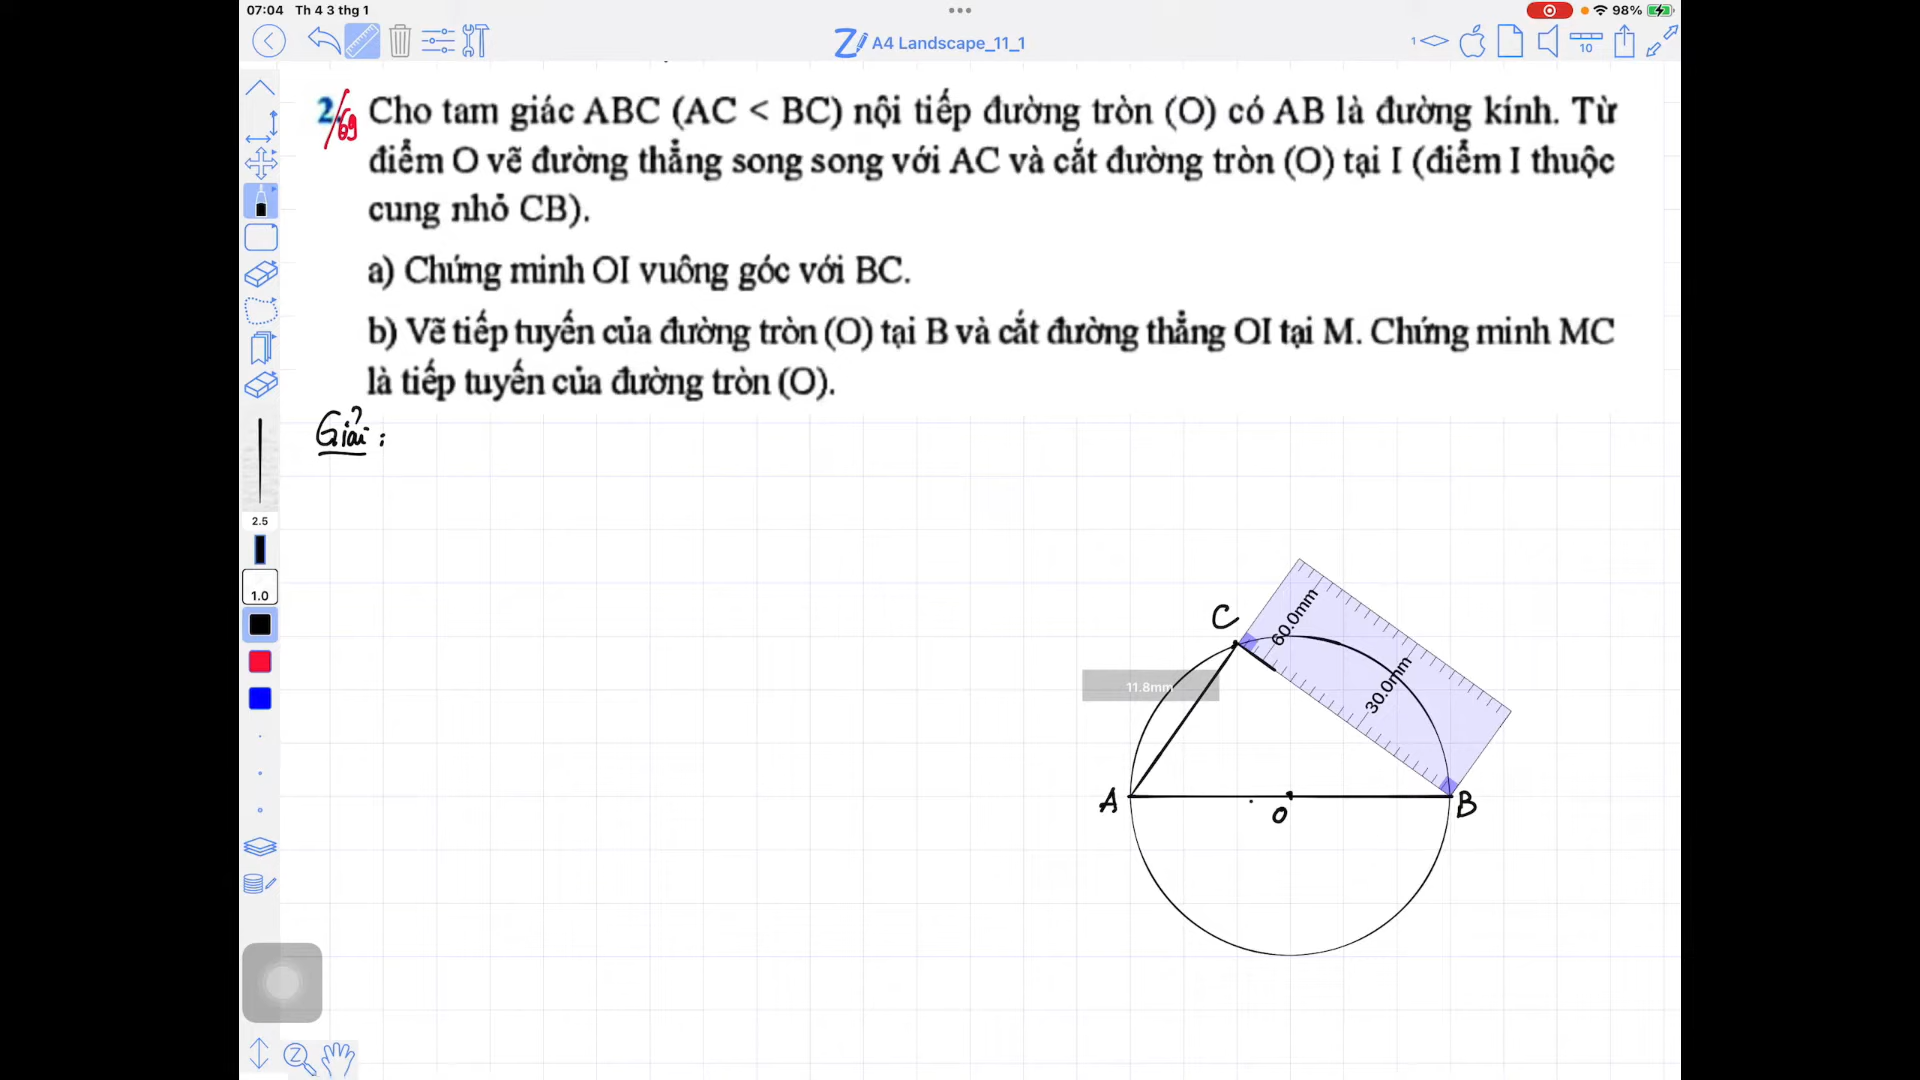 07:04 Th 4 3 thg 1
98%
A4 Landscape_11_1
1
10
2/69 Cho tam giác ABC (AC < BC) nội tiếp đường tròn (O) có AB là đường kính. Từ
điểm O vẽ đường thẳng song song với AC và cắt đường tròn (O) tại I (điểm I thuộc
cung nhỏ CB).
a) Chứng minh OI vuông góc với BC.
b) Vẽ tiếp tuyến của đường tròn (O) tại B và cắt đường thẳng OI tại M. Chứng minh MC
là tiếp tuyến của đường tròn (O).
Giải:
2.5
1.0
C
60.0mm
30.0mm
11.8mm
A
O
B